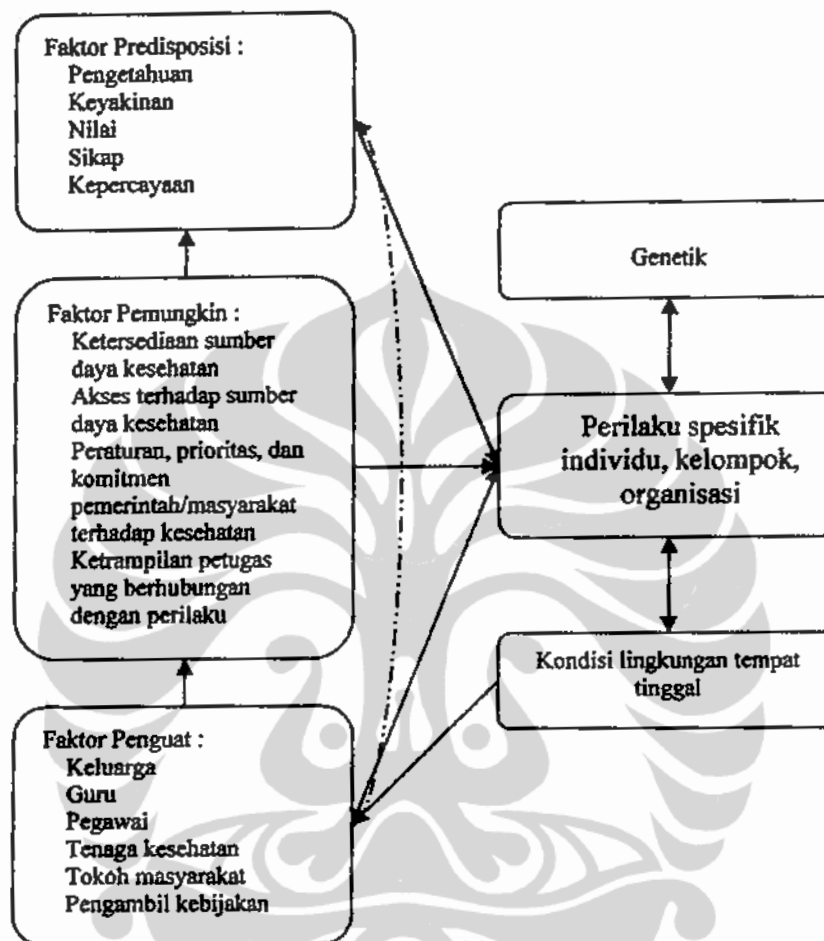 Faktor Predisposisi :
Pengetahuan
Keyakinan
Nilai
Sikap
Kepercayaan
Genetik
Faktor Pemungkin :
Ketersediaan sumber
daya kesehatan
Akses terhadap sumber
daya kesehatan
Peraturan, prioritas, dan
komitmen
pemerintah/masyarakat
terhadap kesehatan
Ketrampilan petugas
yang berhubungan
dengan perilaku
Perilaku spesifik
individu, kelompok,
organisasi
Kondisi lingkungan tempat
tinggal
Faktor Penguat :
Keluarga
Guru
Pegawai
Tenaga kesehatan
Tokoh masyarakat
Pengambil kebijakan